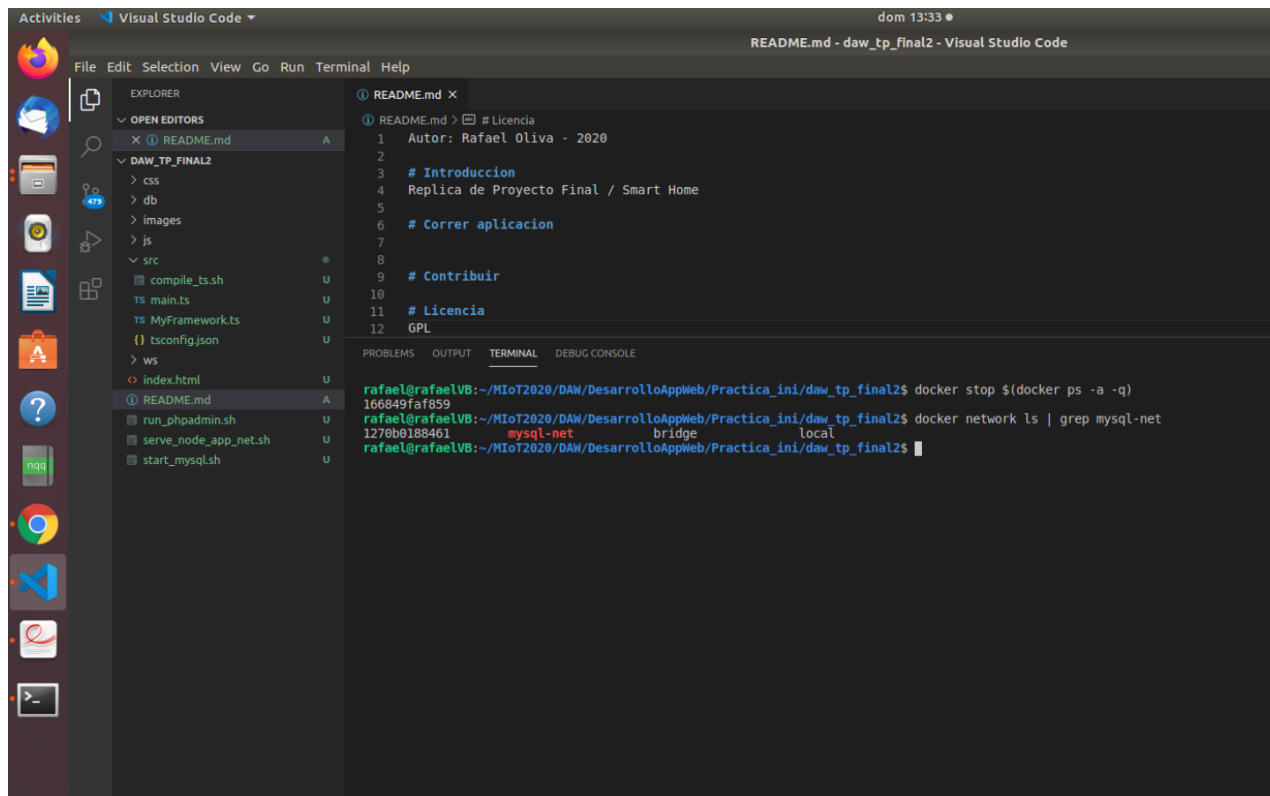 Activities Visual Studio Code dom 13:33
README.md - daw_tp_final2 - Visual Studio Code
File Edit Selection View Go Run Terminal Help
EXPLORER
OPEN EDITORS
README.md A
DAW_TP_FINAL2
css
db
images
js
src
compile_ts.sh U
TS main.ts U
TS MyFramework.ts U
{} tsconfig.json U
ws
<> index.html U
README.md A
run_phpadmin.sh U
serve_node_app_net.sh U
start_mysql.sh U
479
nqq
README.md
README.md > # Licencia
1 Autor: Rafael Oliva - 2020
2
3 # Introduccion
4 Replica de Proyecto Final / Smart Home
5
6 # Correr aplicacion
7
8
9 # Contribuir
10
11 # Licencia
12 GPL
PROBLEMS OUTPUT TERMINAL DEBUG CONSOLE
rafael@rafaelVB:~/MIoT2020/DAW/DesarrolloAppWeb/Practica_ini/daw_tp_final2$ docker stop $(docker ps -a -q)
166849faf859
rafael@rafaelVB:~/MIoT2020/DAW/DesarrolloAppWeb/Practica_ini/daw_tp_final2$ docker network ls | grep mysql-net
1270b0188461 mysql-net bridge local
rafael@rafaelVB:~/MIoT2020/DAW/DesarrolloAppWeb/Practica_ini/daw_tp_final2$